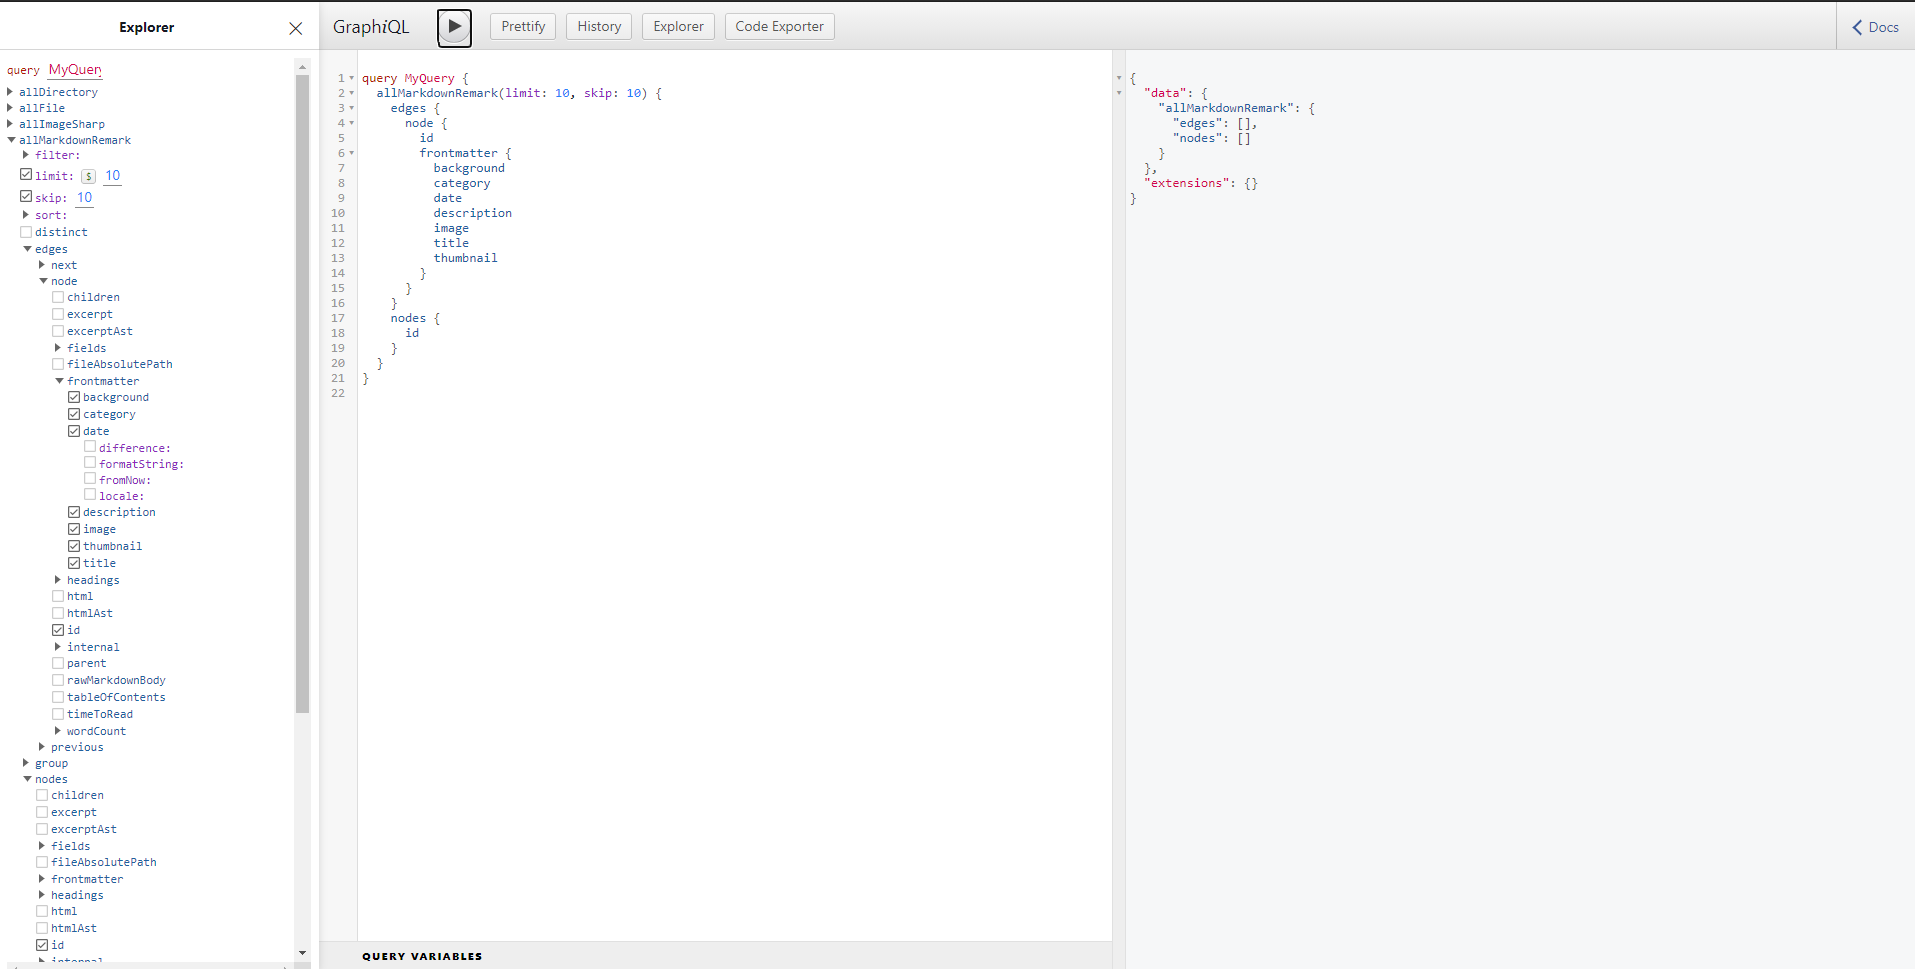 Explorer
query MyQuery
allDirectory
allFile
allImageSharp
allMarkdownRemark
filter:
limit: $ 10
skip: 10
sort:
distinct
edges
next
node
children
excerpt
excerptAst
fields
fileAbsolutePath
frontmatter
background
category
date
difference:
formatString:
fromNow:
locale:
description
image
thumbnail
title
headings
html
htmlAst
id
internal
parent
rawMarkdownBody
tableOfContents
timeToRead
wordCount
previous
group
nodes
children
excerpt
excerptAst
fields
fileAbsolutePath
frontmatter
headings
html
htmlAst
id
internal
GraphiQL
Prettify
History
Explorer
Code Exporter
Docs
1 query MyQuery {
2 allMarkdownRemark(limit: 10, skip: 10) {
3 edges {
4 node {
5 id
6 frontmatter {
7 background
8 category
9 date
10 description
11 image
12 title
13 thumbnail
14 }
15 }
16 }
17 nodes {
18 id
19 }
20 }
21 }
22
QUERY VARIABLES
{
"data": {
"allMarkdownRemark": {
"edges": [],
"nodes": []
}
},
"extensions": {}
}